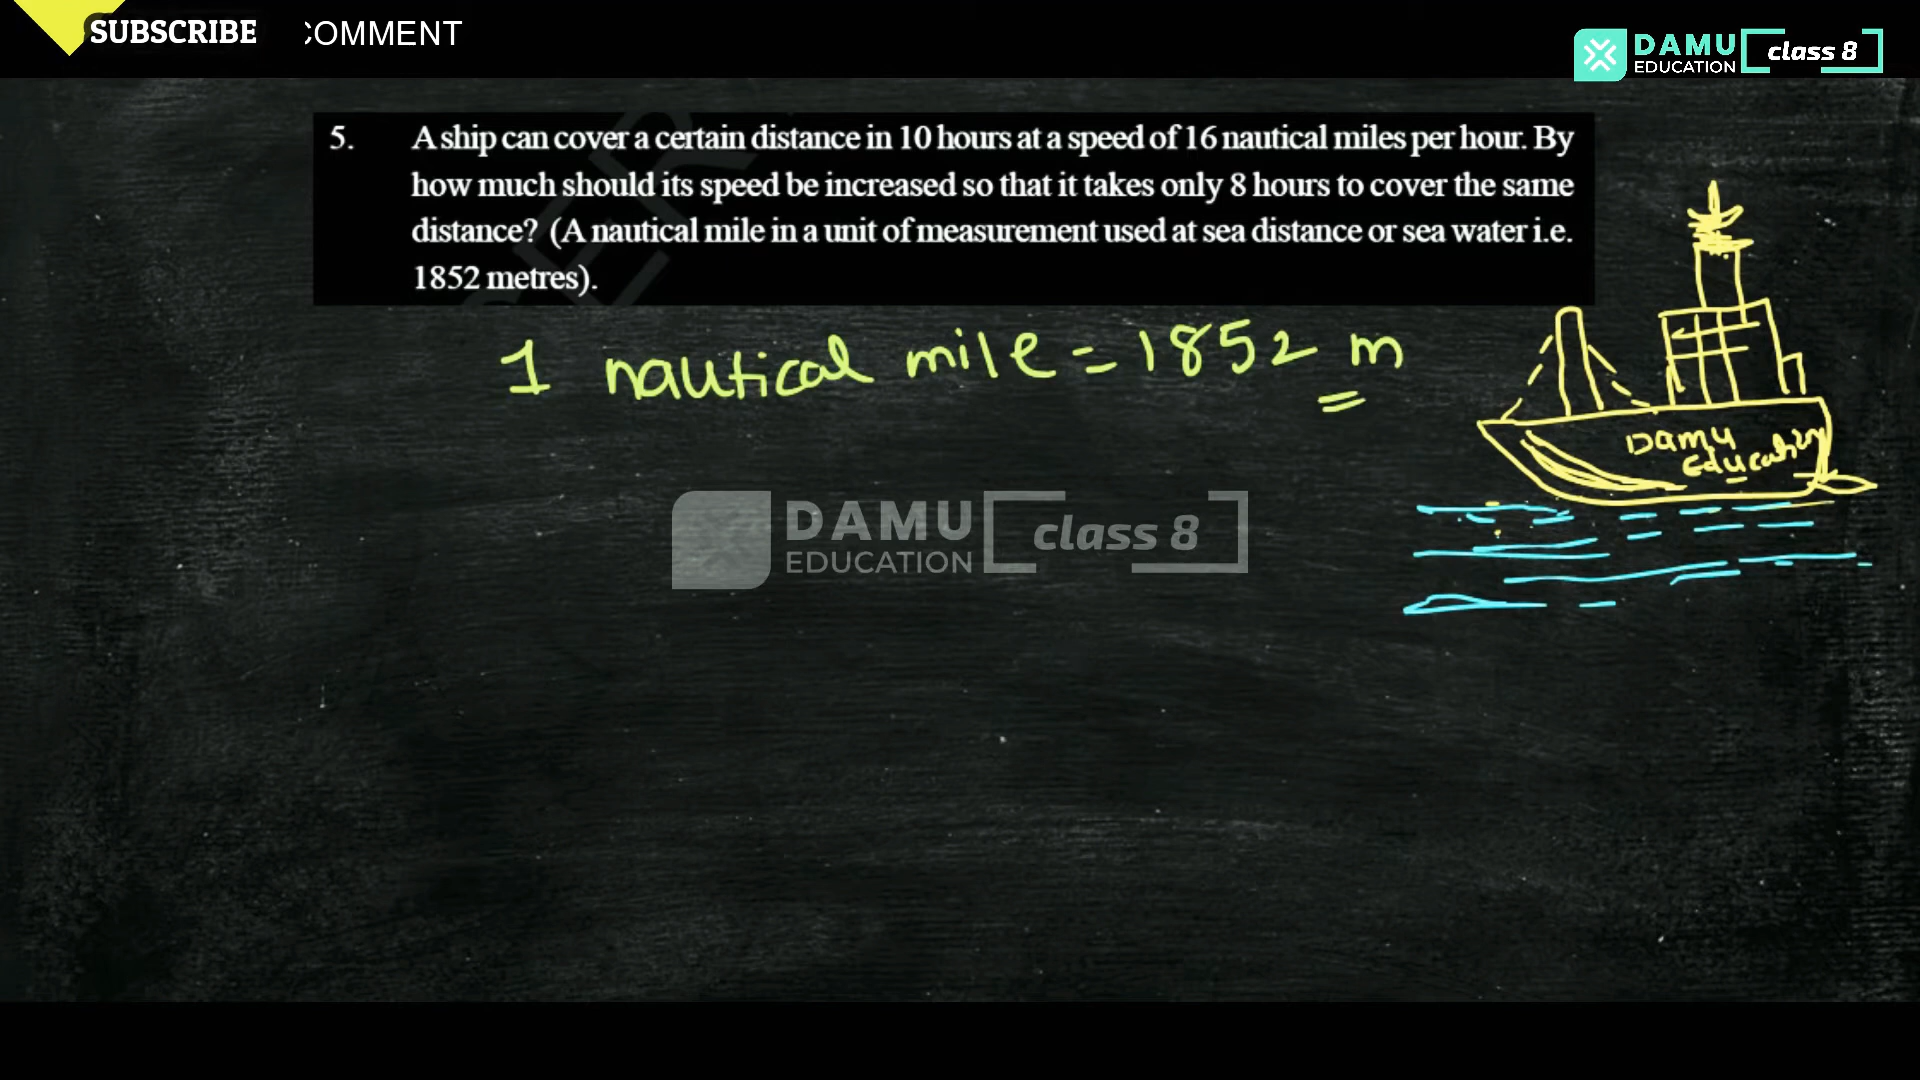 SUBSCRIBE
COMMENT
DAMU
EDUCATION
class 8
5. A ship can cover a certain distance in 10 hours at a speed of 16 nautical miles per hour. By
how much should its speed be increased so that it takes only 8 hours to cover the same
distance? (A nautical mile in a unit of measurement used at sea distance or sea water i.e.
1852 metres).
1 nautical mile = 1852 m
Damu
Education
DAMU
EDUCATION
class 8